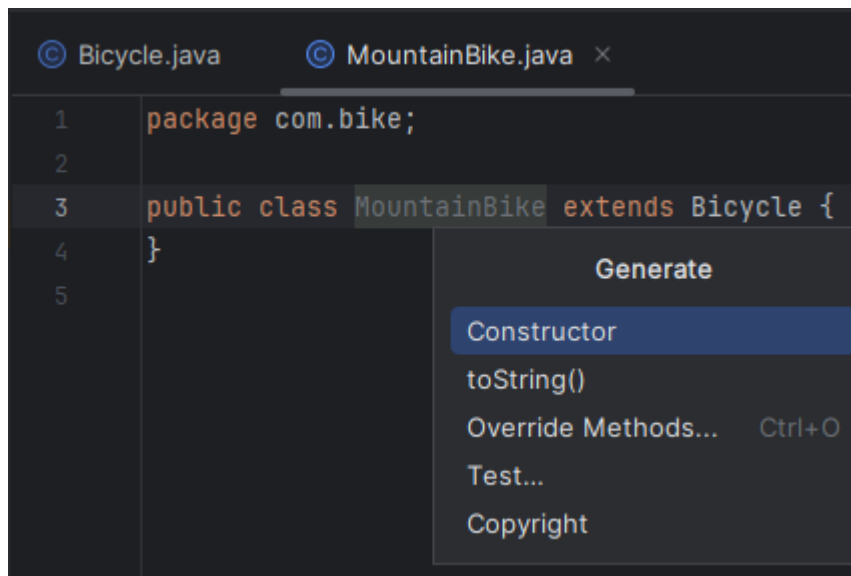 Bicycle.java MountainBike.java ×
1 package com.bike;
2
3 public class MountainBike extends Bicycle {
4 }
5
Generate
Constructor
toString()
Override Methods... Ctrl+O
Test...
Copyright